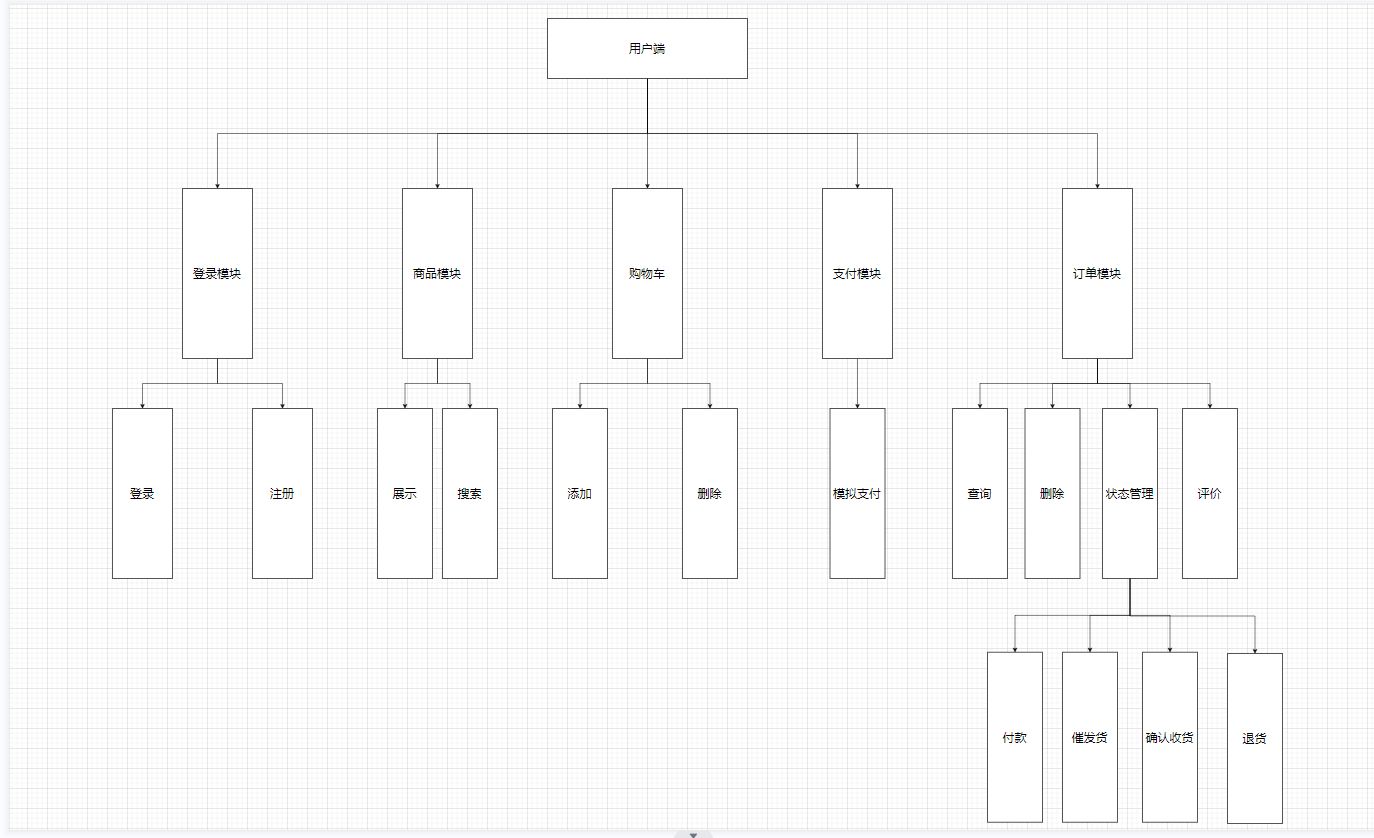 用户端
登录模块
商品模块
购物车
支付模块
订单模块
登录
注册
展示
搜索
添加
删除
模拟支付
查询
删除
状态管理
评价
付款
催发货
确认收货
退货